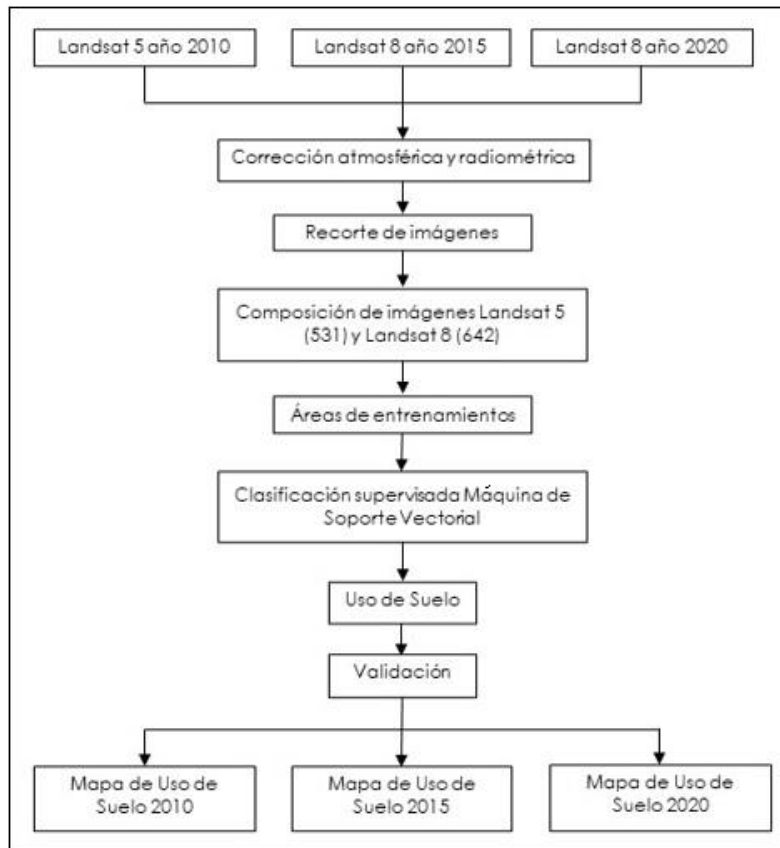 Landsat 5 año 2010
Landsat 8 año 2015
Landsat 8 año 2020
Corrección atmosférica y radiométrica
Recorte de imágenes
Composición de imágenes Landsat 5
(531) y Landsat 8 (642)
Áreas de entrenamientos
Clasificación supervisada Máquina de
Soporte Vectorial
Uso de Suelo
Validación
Mapa de Uso de
Suelo 2010
Mapa de Uso de
Suelo 2015
Mapa de Uso de
Suelo 2020